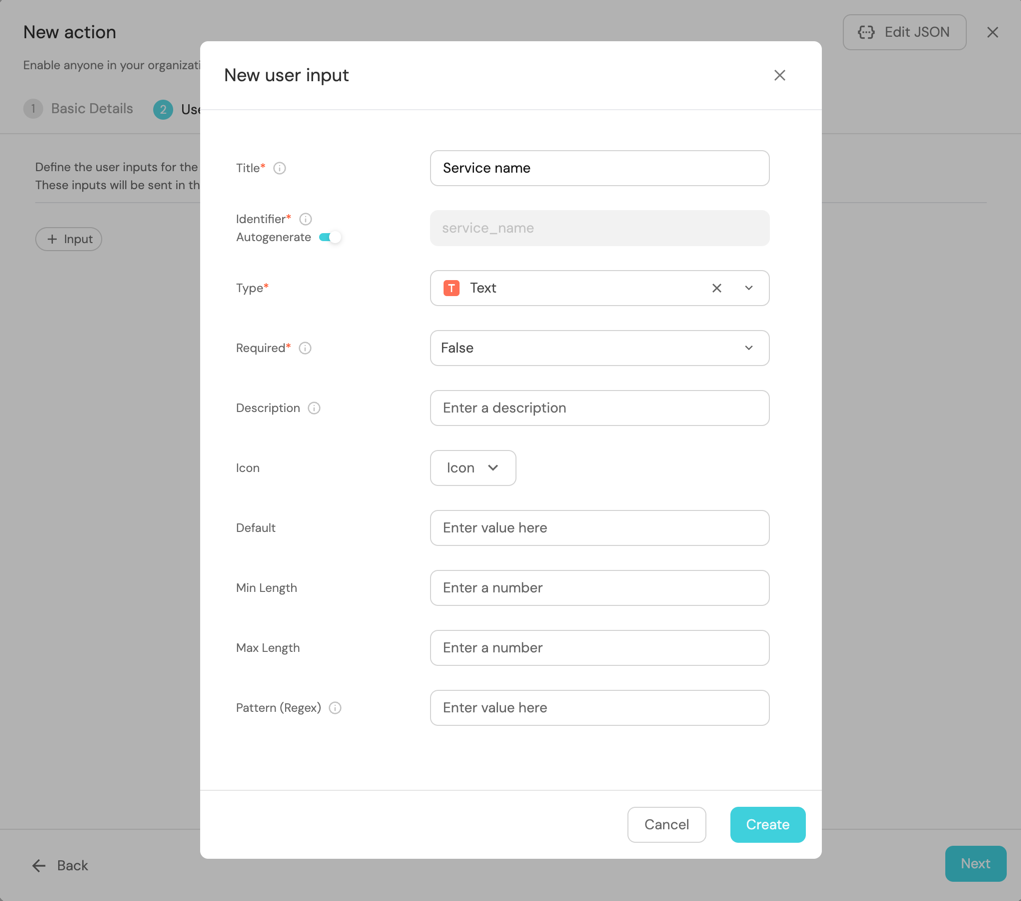 New action
Edit JSON
Enable anyone in your organizati
1 Basic Details 2 Use
Define the user inputs for the
These inputs will be sent in th
+ Input
New user input
Title* Service name
Identifier* service_name
Autogenerate
Type* T Text
Required* False
Description Enter a description
Icon Icon
Default Enter value here
Min Length Enter a number
Max Length Enter a number
Pattern (Regex) Enter value here
Cancel Create
Back Next